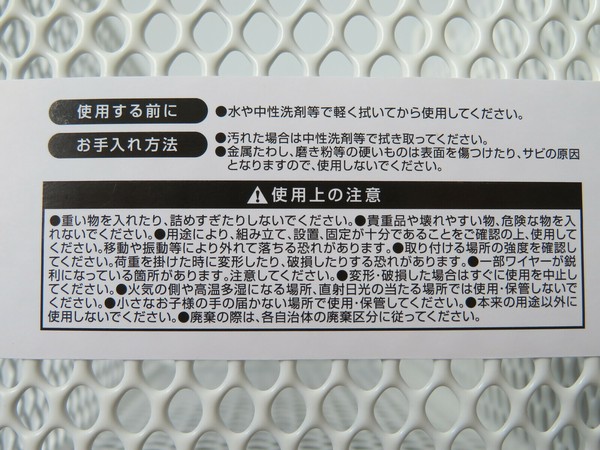 使用する前に
●水や中性洗剤等で軽く拭いてから使用してください。
お手入れ方法
●汚れた場合は中性洗剤等で拭き取ってください。
●金属たわし、磨き粉等の硬いものは表面を傷つけたり、サビの原因
となりますので、使用しないでください。
⚠使用上の注意
●重い物を入れたり、詰めすぎたりしないでください。●貴重品や壊れやすい物、危険な物を入
れないでください。●用途により、組み立て、設置、固定が十分であることをご確認の上、使用して
ください。移動や振動等により外れて落ちる恐れがあります。●取り付ける場所の強度を確認し
てください。荷重を掛けた時に変形したり、破損したりする恐れがあります。●一部ワイヤーが鋭
利になっている箇所があります。注意してください。●変形・破損した場合はすぐに使用を中止し
てください。●火気の側や高温多湿になる場所、直射日光の当たる場所では使用・保管しないで
ください。●小さなお子様の手の届かない場所で使用・保管してください。●本来の用途以外に
使用しないでください。●廃棄の際は、各自治体の廃棄区分に従ってください。